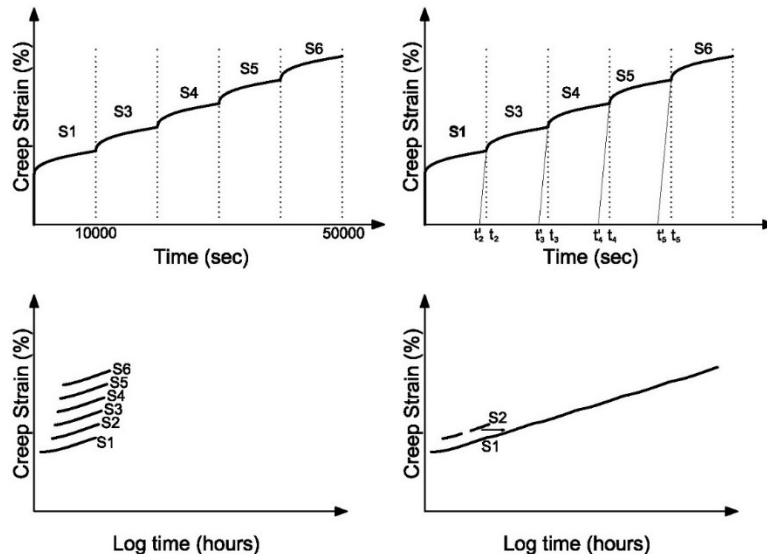 Creep Strain (%)
S1
S3
S4
S5
S6
10000
50000
Time (sec)
Creep Strain (%)
S1
S3
S4
S5
S6
t'2 t2
t'3 t3
t'4 t4
t'5 t5
Time (sec)
Creep Strain (%)
S6
S5
S4
S3
S2
S1
Log time (hours)
Creep Strain (%)
S2
S1
Log time (hours)